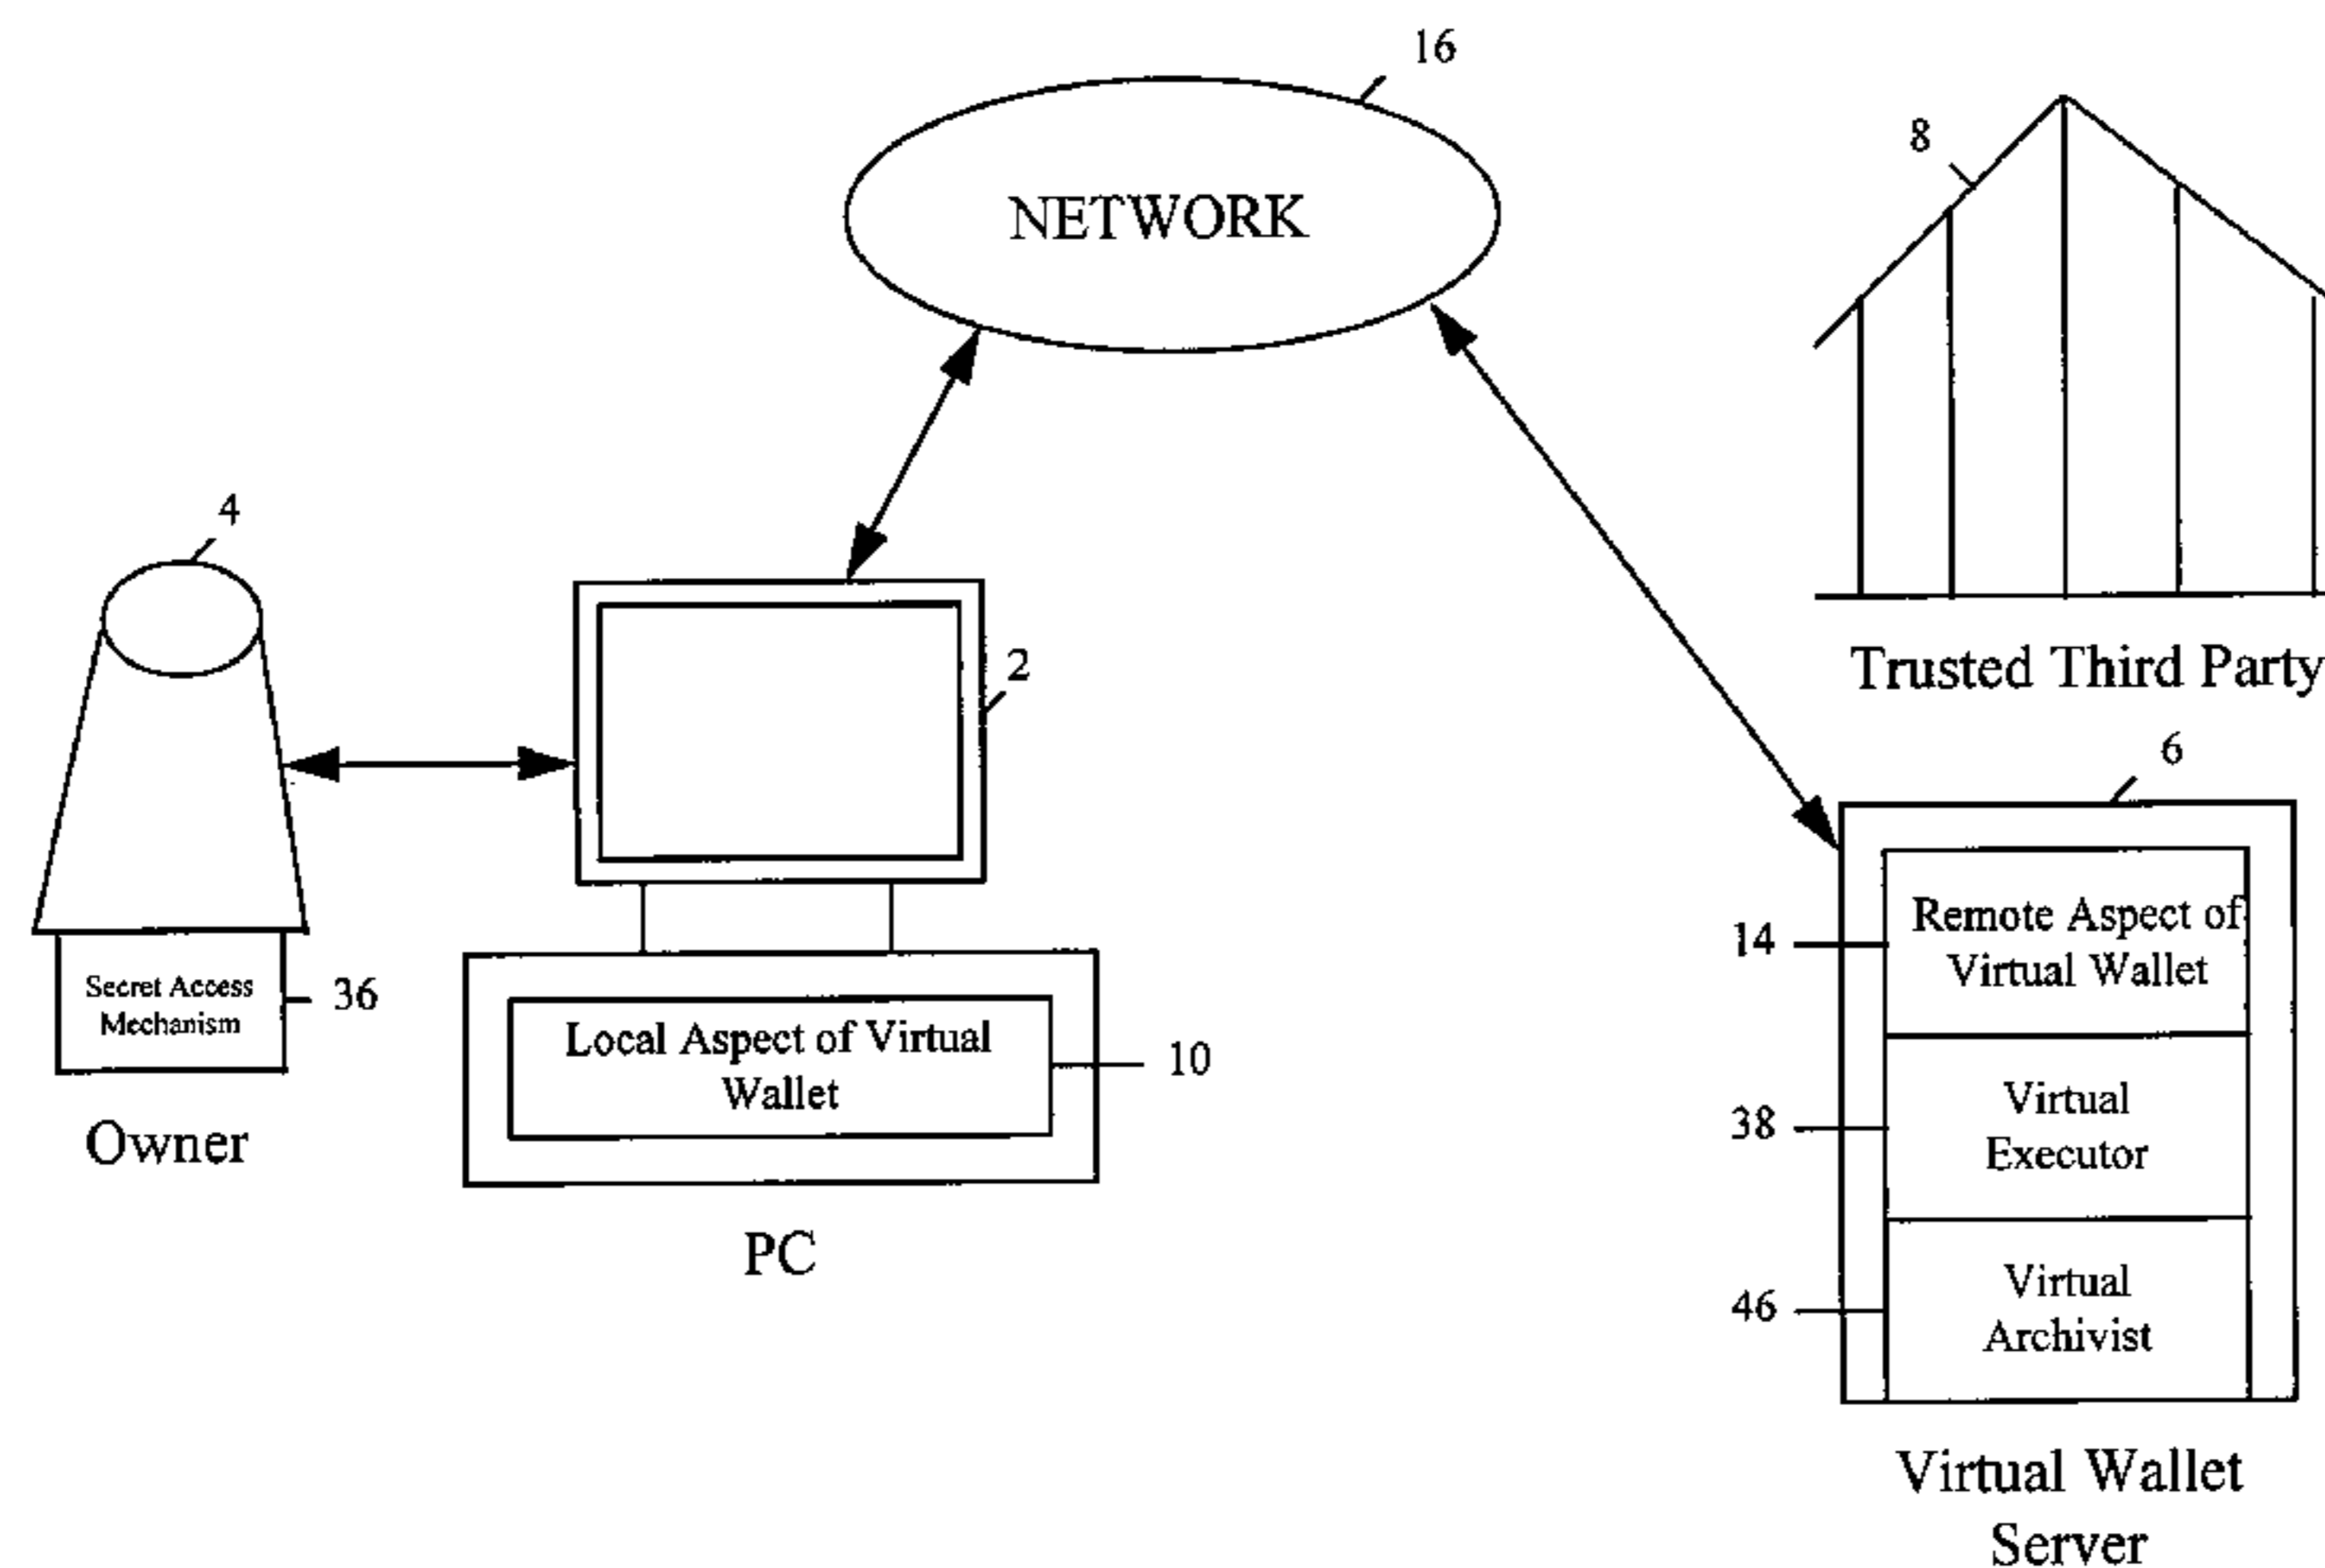 16
NETWORK
8
Trusted Third Party
4
2
Secret Access
Mechanism
36
Owner
Local Aspect of Virtual
Wallet
10
PC
6
14
Remote Aspect of
Virtual Wallet
38
Virtual
Executor
46
Virtual
Archivist
Virtual Wallet
Server